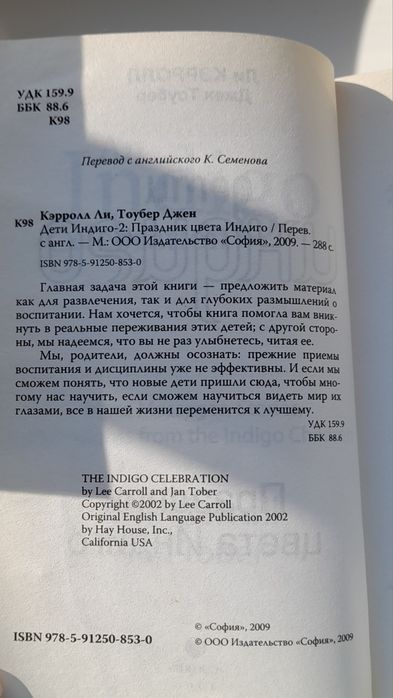 УДК 159.9
ББК 88.6
К98
Перевод с английского К. Семенова
К98
Кэрролл Ли, Тоубер Джен
Дети Индиго-2: Праздник цвета Индиго / Перев.
с англ. — М.: ООО Издательство «София», 2009. — 288 с.
ISBN 978-5-91250-853-0
Главная задача этой книги — предложить материал
как для развлечения, так и для глубоких размышлений о
воспитании. Нам хочется, чтобы книга помогла вам вник-
нуть в реальные переживания этих детей; с другой сторо-
ны, мы надеемся, что вы не раз улыбнетесь, читая ее.
Мы, родители, должны осознать: прежние приемы
воспитания и дисциплины уже не эффективны. И если мы
сможем понять, что новые дети пришли сюда, чтобы мно-
гому нас научить, если сможем научиться видеть мир их
глазами, все в нашей жизни переменится к лучшему.
УДК 159.9
ББК 88.6
THE INDIGO CELEBRATION
by Lee Carroll and Jan Tober
Copyright ©2002 by Lee Carroll
Original English Language Publication 2002
by Hay House, Inc.,
California USA
ISBN 978-5-91250-853-0
© «София», 2009
© ООО Издательство «София», 2009